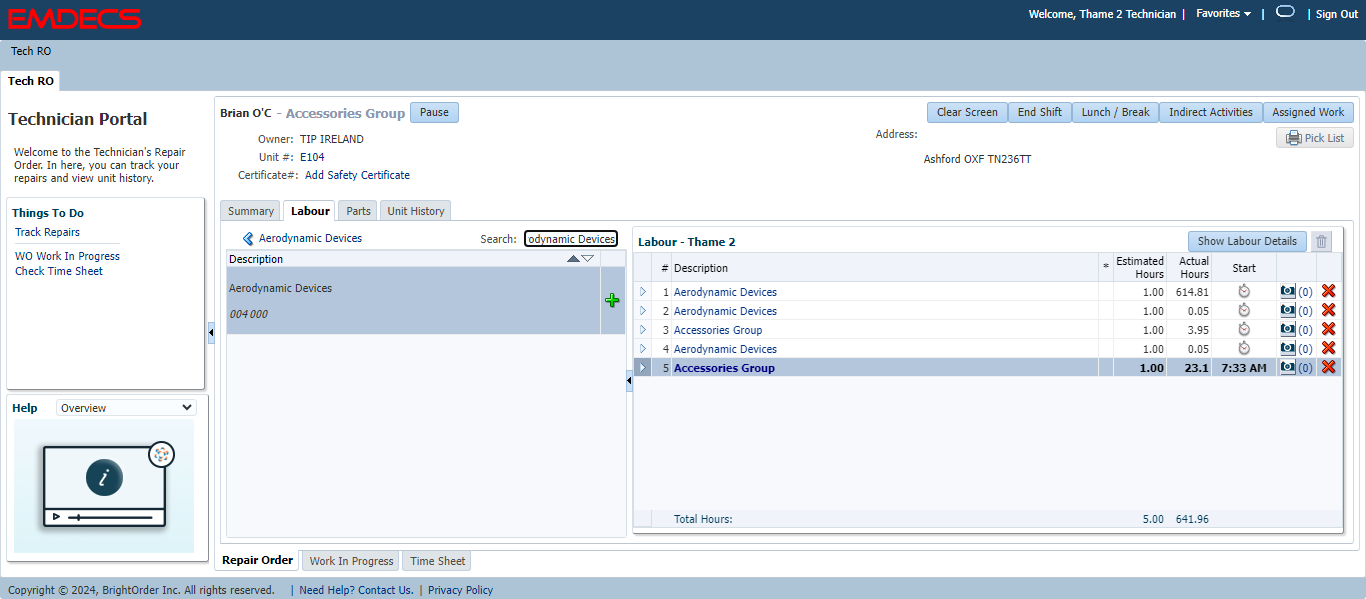 EMDECS
Welcome, Thame 2 Technician | Favorites | | Sign Out
Tech RO
Tech RO
Technician Portal
Welcome to the Technician's Repair
Order. In here, you can track your
repairs and view unit history.
Things To Do
Track Repairs
WO Work In Progress
Check Time Sheet
Help Overview
i
Brian O'C - Accessories Group Pause
Clear Screen End Shift Lunch / Break Indirect Activities Assigned Work
Pick List
Owner: TIP IRELAND
Unit #: E104
Certificate#: Add Safety Certificate
Address:
Ashford OXF TN236TT
Summary Labour Parts Unit History
Aerodynamic Devices Search: odynamic Devices
Description
Aerodynamic Devices
004 000
Labour - Thame 2 Show Labour Details
# Description * Estimated Hours Actual Hours Start
1 Aerodynamic Devices 1.00 614.81 (0)
2 Aerodynamic Devices 1.00 0.05 (0)
3 Accessories Group 1.00 3.95 (0)
4 Aerodynamic Devices 1.00 0.05 (0)
5 Accessories Group 1.00 23.1 7:33 AM (0)
Total Hours: 5.00 641.96
Repair Order Work In Progress Time Sheet
Copyright © 2024, BrightOrder Inc. All rights reserved. | Need Help? Contact Us. | Privacy Policy